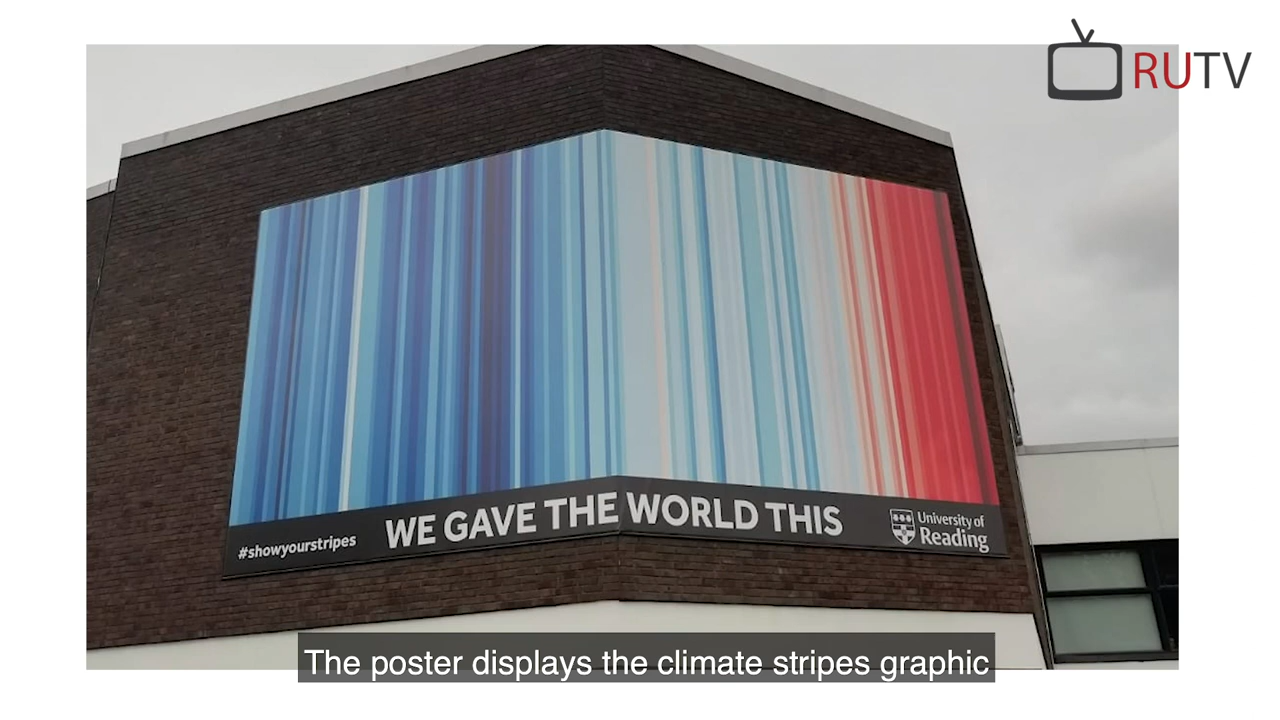 RUTV
#showyourstripes
WE GAVE THE WORLD THIS
University of
Reading
The poster displays the climate stripes graphic